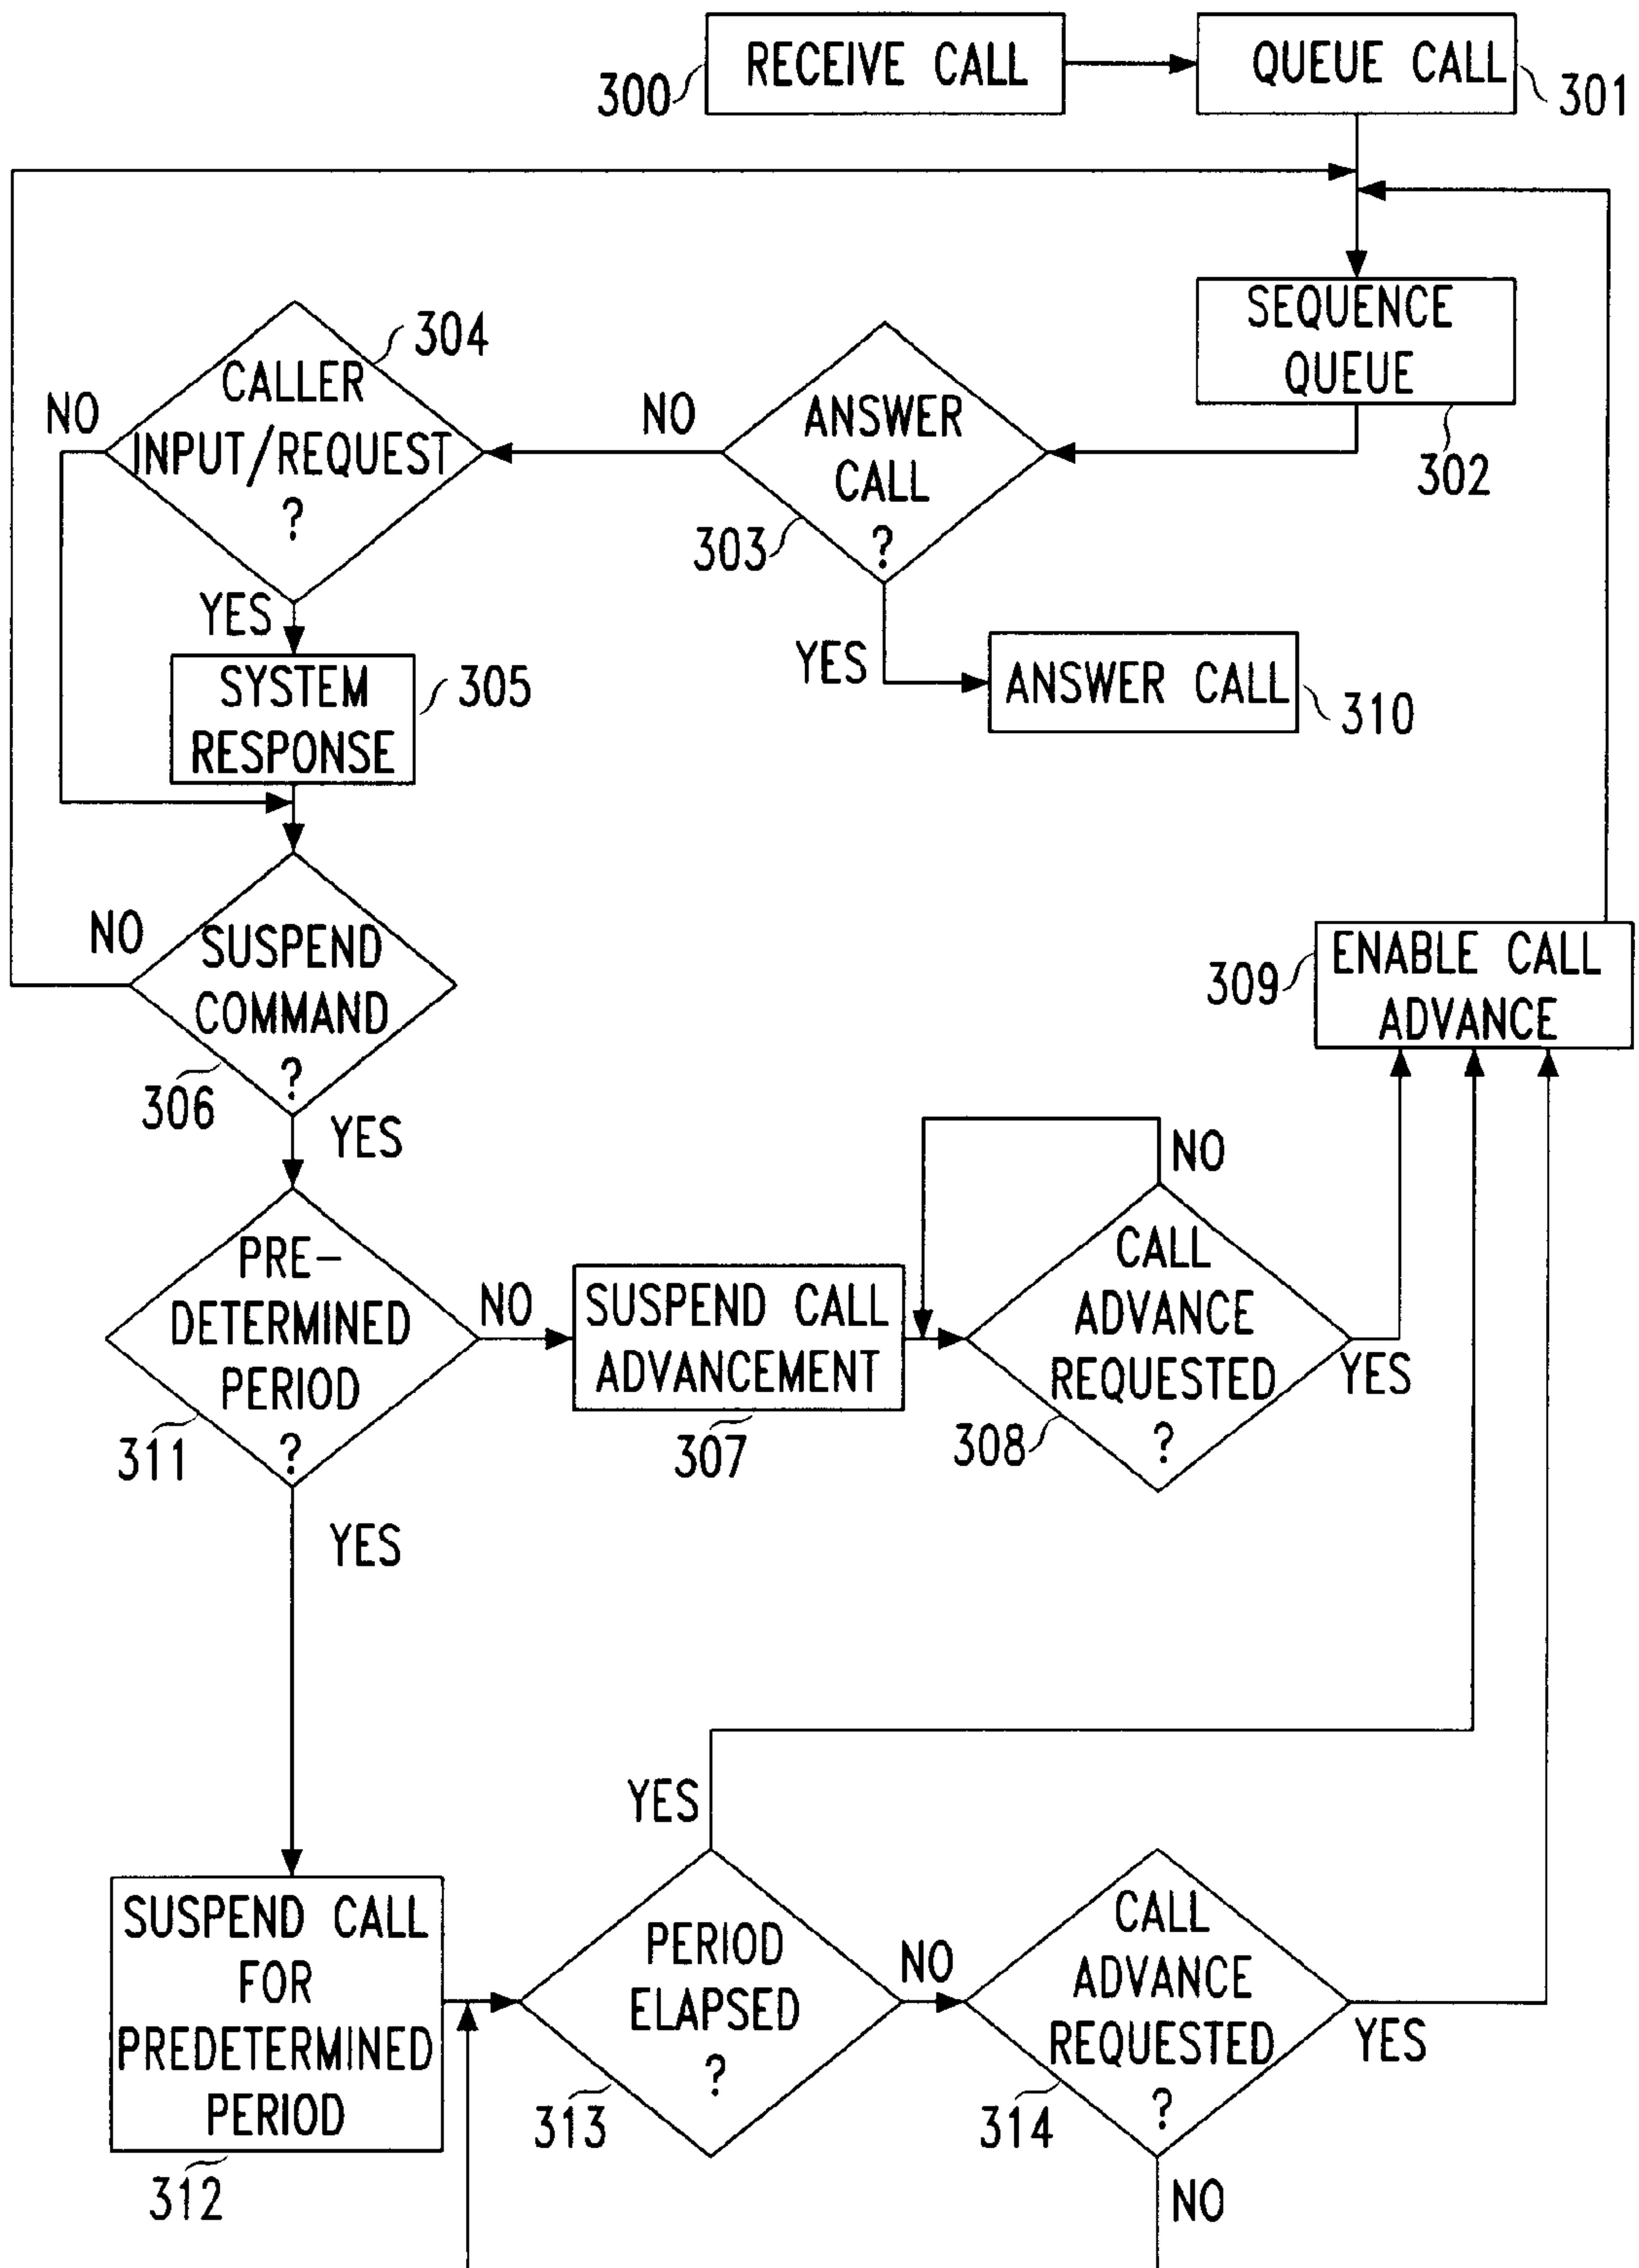 RECEIVE CALL
300
QUEUE CALL
301
SEQUENCE
QUEUE
302
CALLER
INPUT/REQUEST
?
304
NO
YES
ANSWER
CALL
?
303
NO
YES
ANSWER CALL
310
SYSTEM
RESPONSE
305
SUSPEND
COMMAND
?
306
NO
YES
ENABLE CALL
ADVANCE
309
PRE-
DETERMINED
PERIOD
?
311
NO
YES
SUSPEND CALL
ADVANCEMENT
307
CALL
ADVANCE
REQUESTED
?
308
NO
YES
SUSPEND CALL
FOR
PREDETERMINED
PERIOD
312
YES
PERIOD
ELAPSED
?
313
NO
CALL
ADVANCE
REQUESTED
?
314
YES
NO